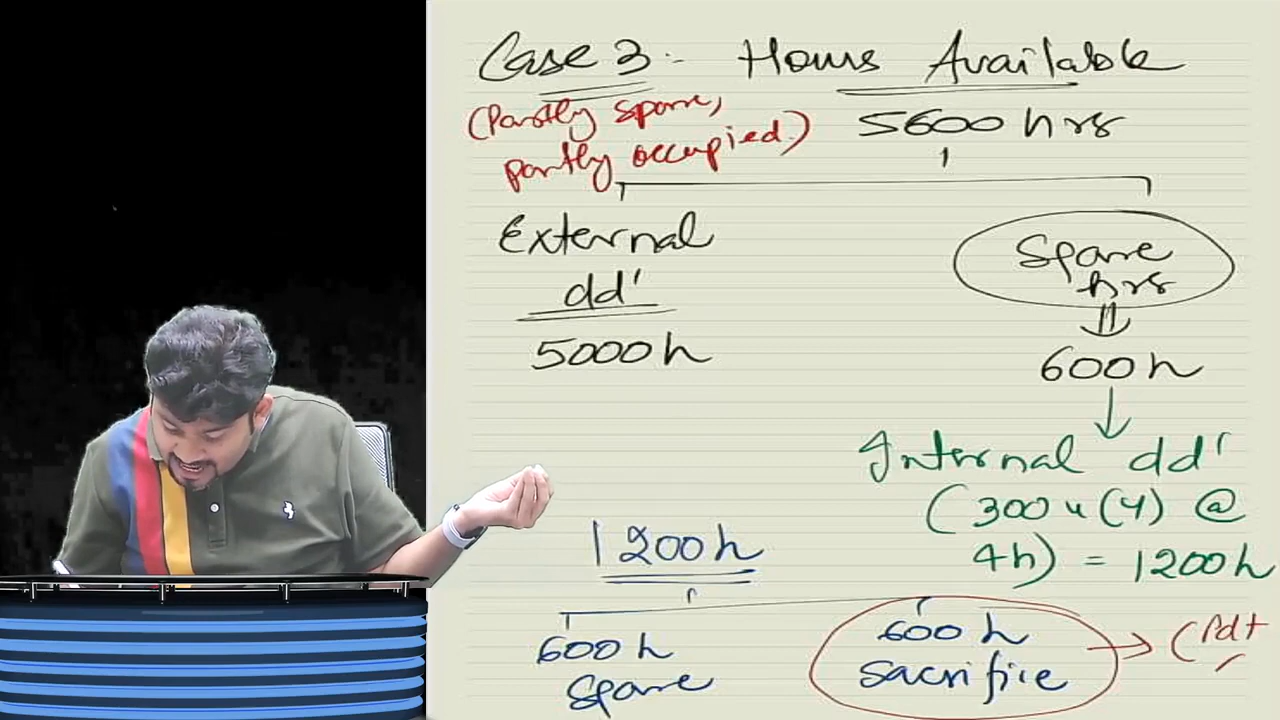 Case 3:- Hours Available
(Partly spare,
partly occupied.)
5600 hrs
External
dd'
5000 h
Spare
hrs
600 h
Internal dd'
(300 u (Y) @
4h) = 1200 h
1200 h
600 h
Spare
600 h
sacrifice
(Pdt